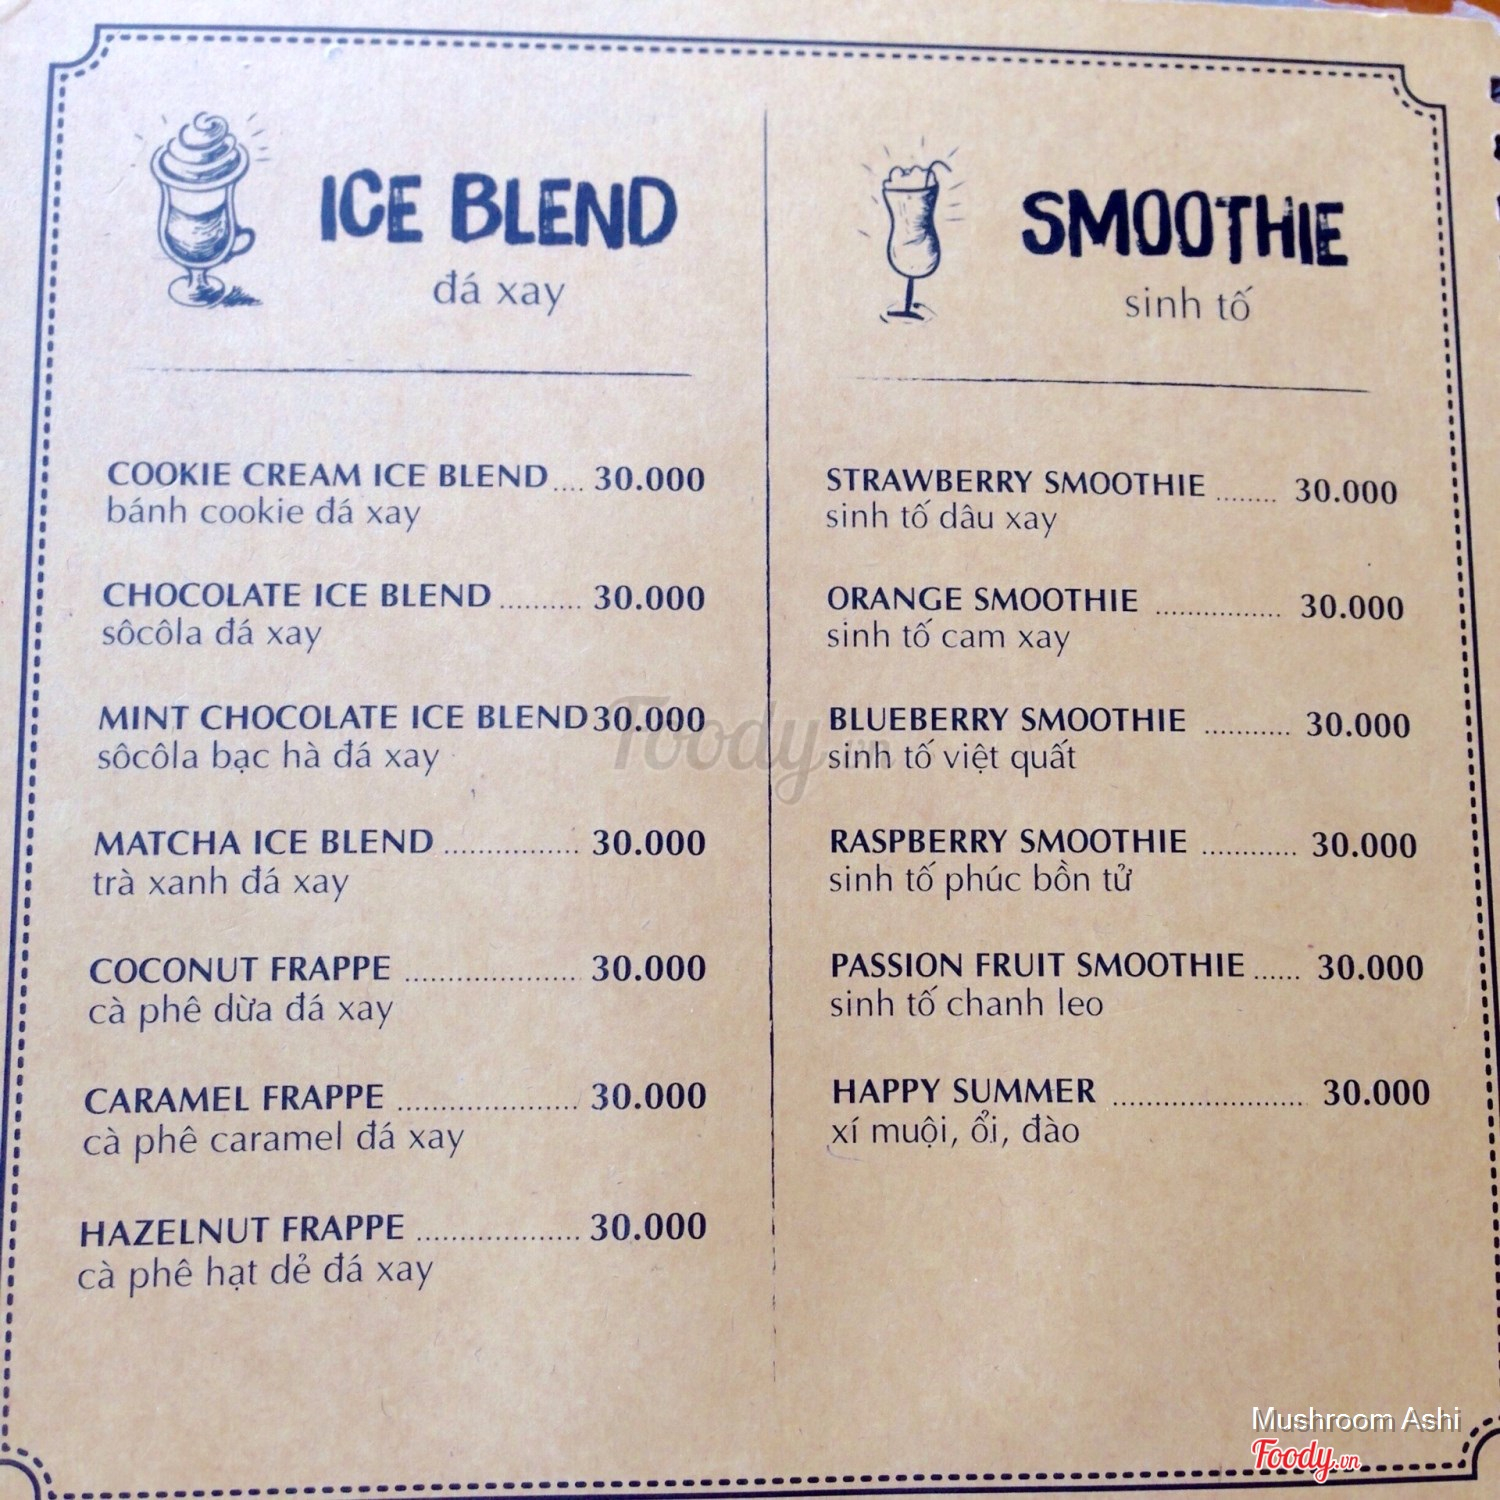 ICE BLEND
đá xay
COOKIE CREAM ICE BLEND .... 30.000
bánh cookie đá xay
CHOCOLATE ICE BLEND .......... 30.000
sôcôla đá xay
MINT CHOCOLATE ICE BLEND 30.000
sôcôla bạc hà đá xay
MATCHA ICE BLEND ................ 30.000
trà xanh đá xay
COCONUT FRAPPE .................... 30.000
cà phê dừa đá xay
CARAMEL FRAPPE ..................... 30.000
cà phê caramel đá xay
HAZELNUT FRAPPE ................... 30.000
cà phê hạt dẻ đá xay
SMOOTHIE
sinh tố
STRAWBERRY SMOOTHIE ........ 30.000
sinh tố dâu xay
ORANGE SMOOTHIE ................ 30.000
sinh tố cam xay
BLUEBERRY SMOOTHIE ........... 30.000
sinh tố việt quất
RASPBERRY SMOOTHIE ............ 30.000
sinh tố phúc bồn tử
PASSION FRUIT SMOOTHIE ...... 30.000
sinh tố chanh leo
HAPPY SUMMER ........................ 30.000
xí muội, ổi, đào
Foody.vn
Mushroom Ashi
Foody.vn